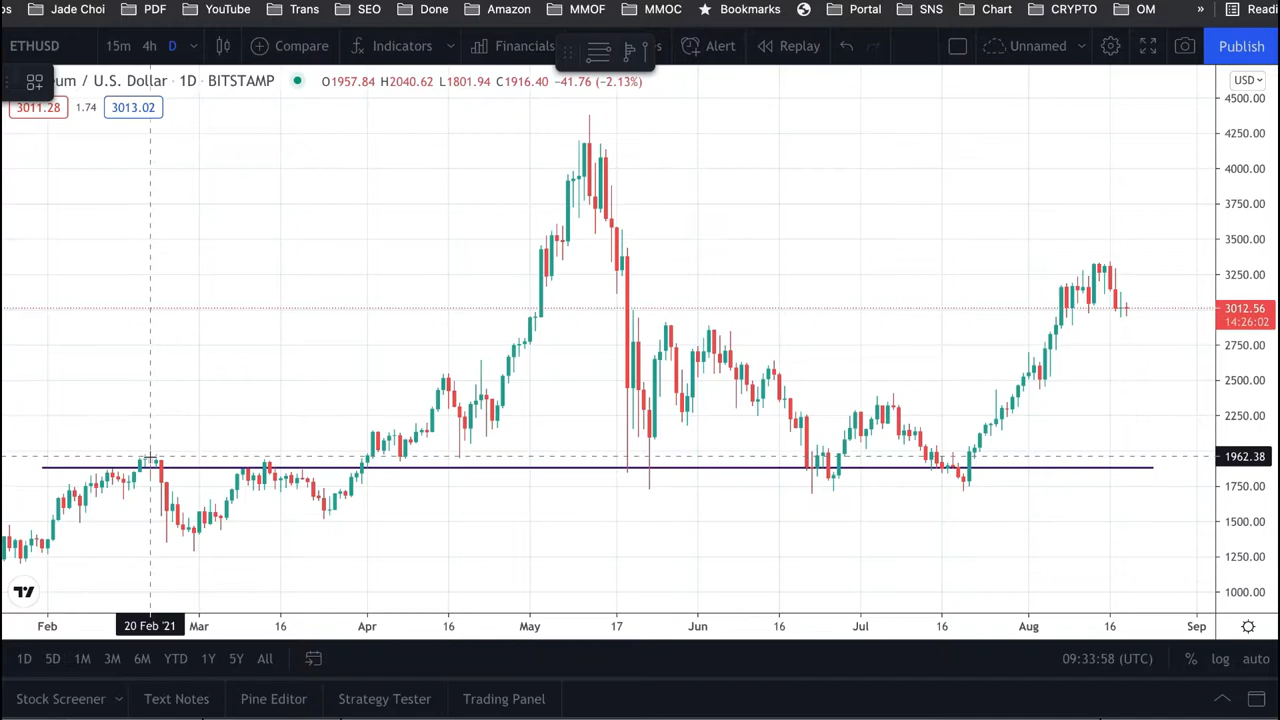 os PDF Jade Choi YouTube Trans SEO Done Amazon MMOF MMOC Bookmarks Portal SNS Chart CRYPTO OM » Readi
ETHUSD 15m 4h D Compare Indicators Financials Alert Replay Unnamed Publish
um / U.S. Dollar · 1D · BITSTAMP O1957.84 H2040.62 L1801.94 C1916.40 −41.76 (−2.13%) USD
3011.28 1.74 3013.02
4500.00
4250.00
4000.00
3750.00
3500.00
3250.00
3012.56
14:26:02
2750.00
2500.00
2250.00
1962.38
1750.00
1500.00
1250.00
1000.00
Feb 20 Feb '21 Mar 16 Apr 16 May 17 Jun 16 Jul 16 Aug 16 Sep
1D 5D 1M 3M 6M YTD 1Y 5Y All 09:33:58 (UTC) % log auto
Stock Screener Text Notes Pine Editor Strategy Tester Trading Panel